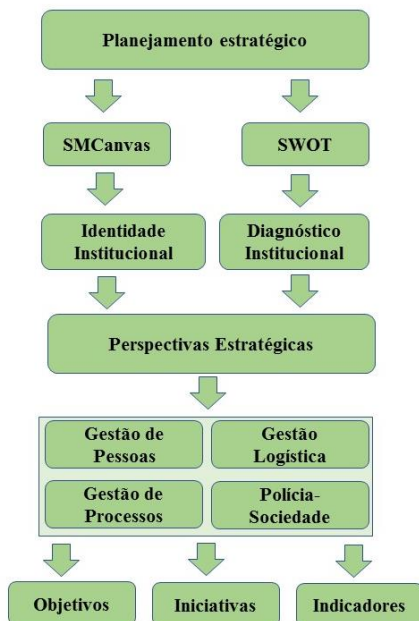 Planejamento estratégico
SMCanvas
SWOT
Identidade
Institucional
Diagnóstico
Institucional
Perspectivas Estratégicas
Gestão de
Pessoas
Gestão
Logística
Gestão de
Processos
Polícia-
Sociedade
Objetivos
Iniciativas
Indicadores